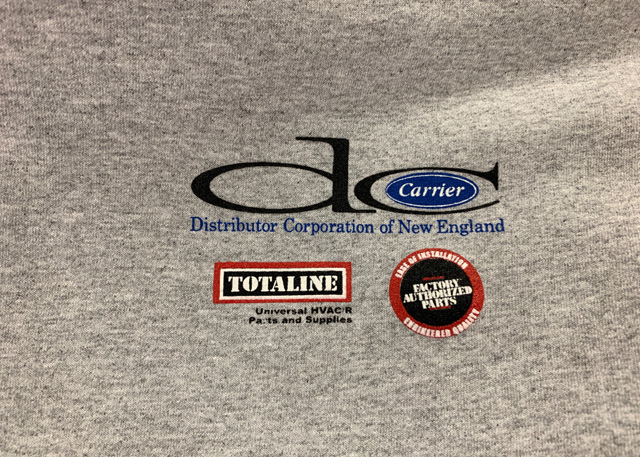 dc
Carrier
Distributor Corporation of New England
TOTALINE
Universal HVAC/R
Parts and Supplies
EASE OF INSTALLATION
FACTORY
AUTHORIZED
PARTS
ENGINEERED QUALITY